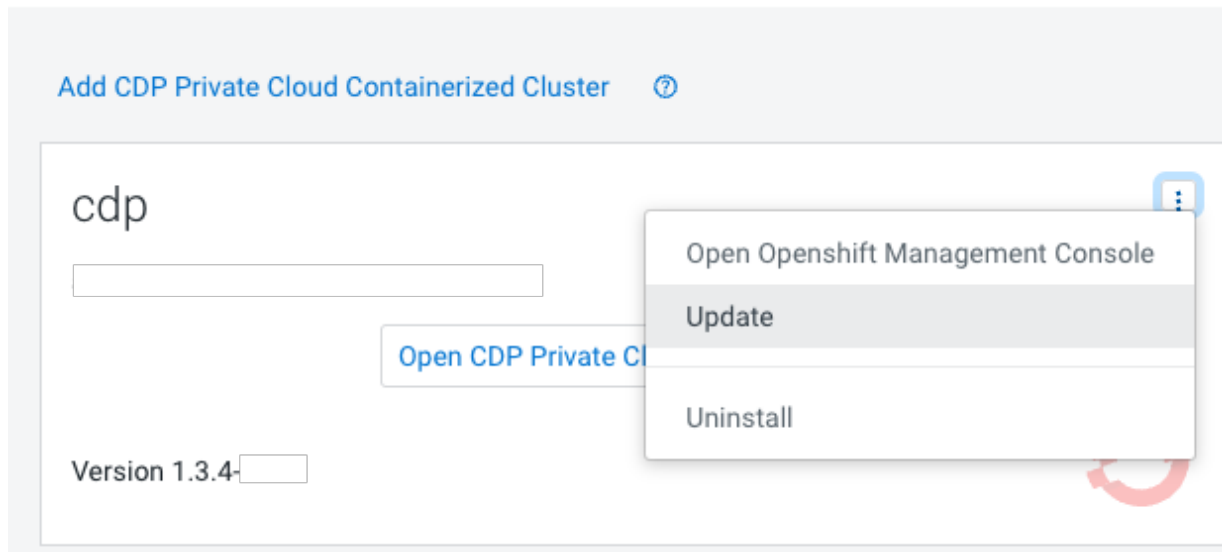 Add CDP Private Cloud Containerized Cluster
cdp
Open Openshift Management Console
Update
Open CDP Private Cl
Uninstall
Version 1.3.4-